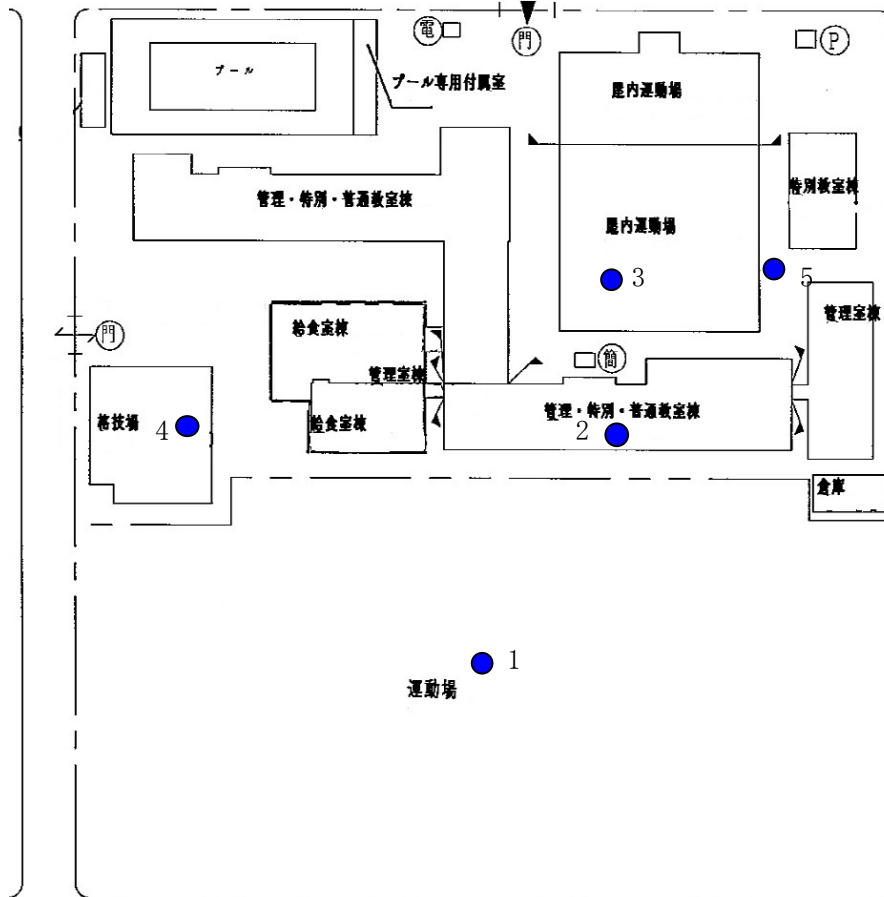 電
門
P
プール
プール専用付属室
屋内運動場
管理・特別・普通教室棟
特別教室棟
屋内運動場
3
5
門
給食室棟
管理室棟
簡
管理室棟
格技場
4
給食室棟
管理・特別・普通教室棟
2
倉庫
1
運動場